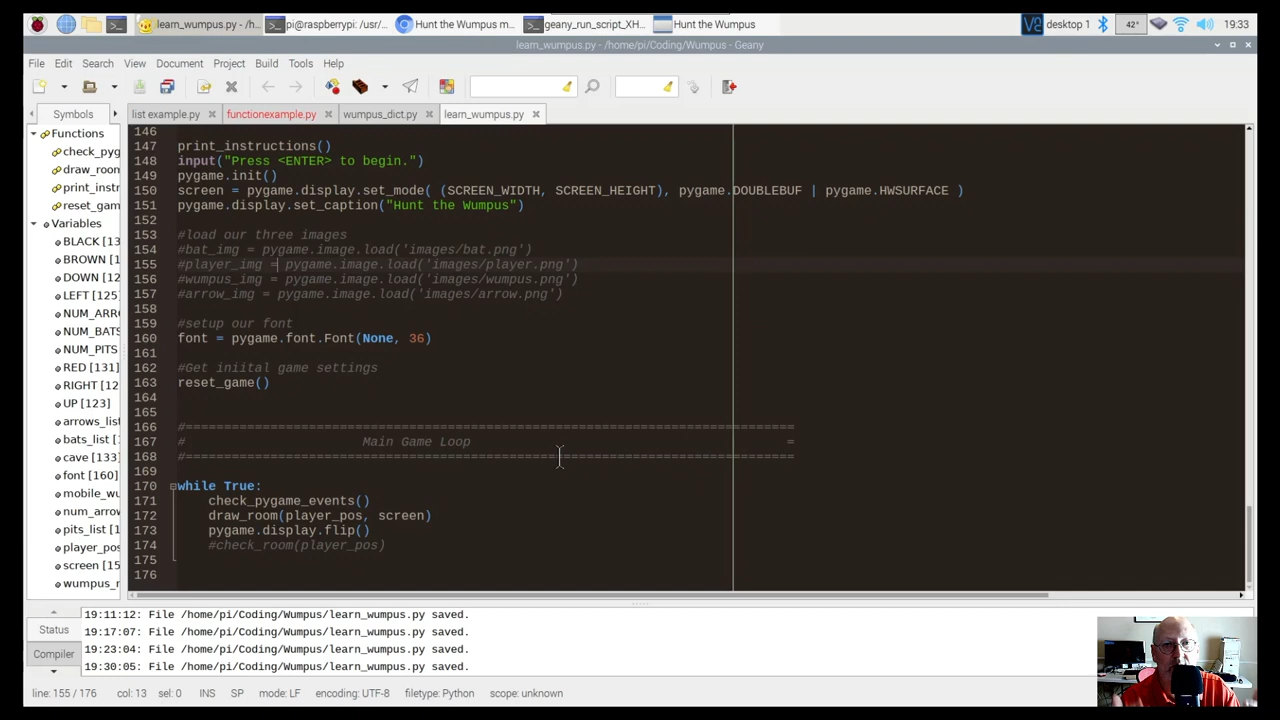 learn_wumpus.py - /h...
pi@raspberrypi: /usr/...
Hunt the Wumpus m...
geany_run_script_XH...
Hunt the Wumpus
desktop 1
42°
19:33
learn_wumpus.py - /home/pi/Coding/Wumpus - Geany
File Edit Search View Document Project Build Tools Help
Symbols
list example.py
functionexample.py
wumpus_dict.py
learn_wumpus.py
Functions
check_pyg
draw_room
print_instr
reset_gam
Variables
BLACK [13
BROWN [13
DOWN [12
LEFT [125]
NUM_ARR
NUM_BATS
NUM_PITS
RED [131]
RIGHT [12
UP [123]
arrows_list
bats_list [
cave [133]
font [160]
mobile_wu
num_arrow
pits_list [
player_pos
screen [15
wumpus_r
146
147 print_instructions()
148 input("Press <ENTER> to begin.")
149 pygame.init()
150 screen = pygame.display.set_mode( (SCREEN_WIDTH, SCREEN_HEIGHT), pygame.DOUBLEBUF | pygame.HWSURFACE )
151 pygame.display.set_caption("Hunt the Wumpus")
152
153 #load our three images
154 #bat_img = pygame.image.load('images/bat.png')
155 #player_img = pygame.image.load('images/player.png')
156 #wumpus_img = pygame.image.load('images/wumpus.png')
157 #arrow_img = pygame.image.load('images/arrow.png')
158
159 #setup our font
160 font = pygame.font.Font(None, 36)
161
162 #Get iniital game settings
163 reset_game()
164
165
166 #===============================================================================
167 # Main Game Loop =
168 #===============================================================================
169
170 while True:
171 check_pygame_events()
172 draw_room(player_pos, screen)
173 pygame.display.flip()
174 #check_room(player_pos)
175
176
Status
Compiler
19:11:12: File /home/pi/Coding/Wumpus/learn_wumpus.py saved.
19:17:07: File /home/pi/Coding/Wumpus/learn_wumpus.py saved.
19:23:04: File /home/pi/Coding/Wumpus/learn_wumpus.py saved.
19:30:05: File /home/pi/Coding/Wumpus/learn_wumpus.py saved.
line: 155 / 176 col: 13 sel: 0 INS SP mode: LF encoding: UTF-8 filetype: Python scope: unknown